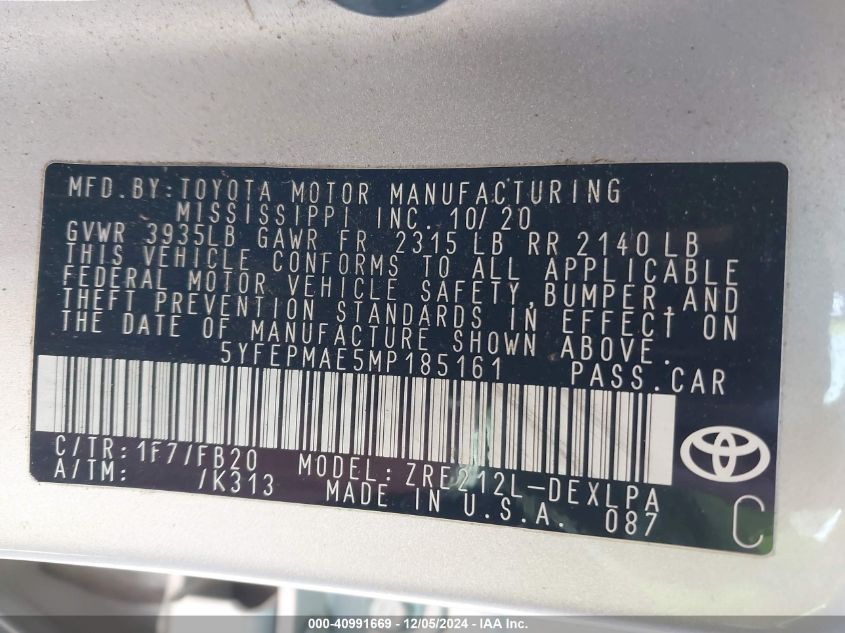 MFD.BY:TOYOTA MOTOR MANUFACTURING
MISSISSIPPI INC. 10/20
GVWR 3935LB GAWR FR 2315 LB RR 2140 LB
THIS VEHICLE CONFORMS TO ALL APPLICABLE
FEDERAL MOTOR VEHICLE SAFETY,BUMPER,AND
THEFT PREVENTION STANDARDS IN EFFECT ON
THE DATE OF MANUFACTURE SHOWN ABOVE.
5YFEPMAE5MP185161 PASS.CAR
C/TR:1F7/FB20 MODEL:ZRE212L-DEXLPA
A/TM: /K313 MADE IN U.S.A. 087
C
000-40991669 - 12/05/2024 - IAA Inc.